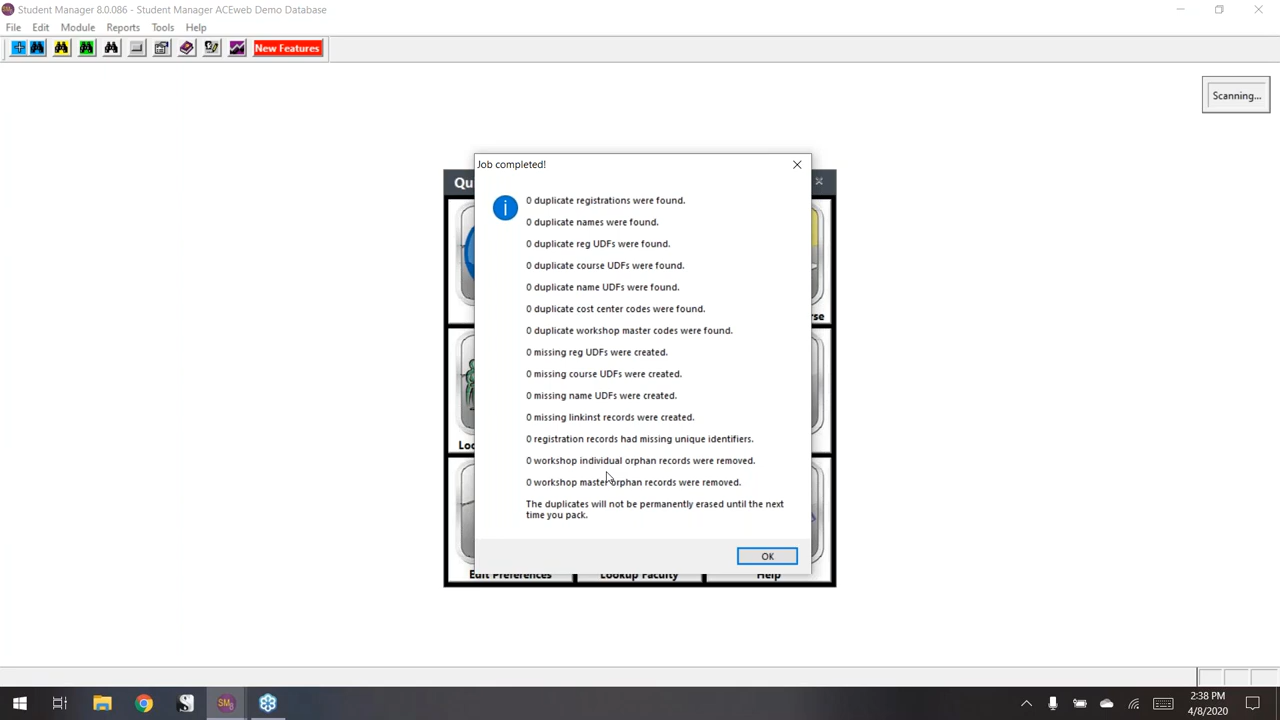 Student Manager 8.0.086 - Student Manager ACEweb Demo Database
File Edit Module Reports Tools Help
New Features
Scanning...
Job completed!
Qu
0 duplicate registrations were found.
0 duplicate names were found.
0 duplicate reg UDFs were found.
0 duplicate course UDFs were found.
0 duplicate name UDFs were found.
0 duplicate cost center codes were found.
rse
0 duplicate workshop master codes were found.
0 missing reg UDFs were created.
0 missing course UDFs were created.
0 missing name UDFs were created.
0 missing linkinst records were created.
0 registration records had missing unique identifiers.
Loo
0 workshop individual orphan records were removed.
0 workshop master orphan records were removed.
The duplicates will not be permanently erased until the next
time you pack.
OK
Edit Preferences Lookup Faculty Help
SM8
2:38 PM
4/8/2020